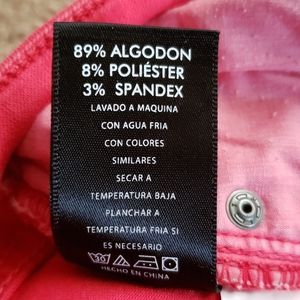 89% ALGODON
8% POLIÉSTER
3% SPANDEX
LAVADO A MAQUINA
CON AGUA FRIA
CON COLORES
SIMILARES
SECAR A
TEMPERATURA BAJA
PLANCHAR A
TEMPERATURA FRIA SI
ES NECESARIO
HECHO EN CHINA